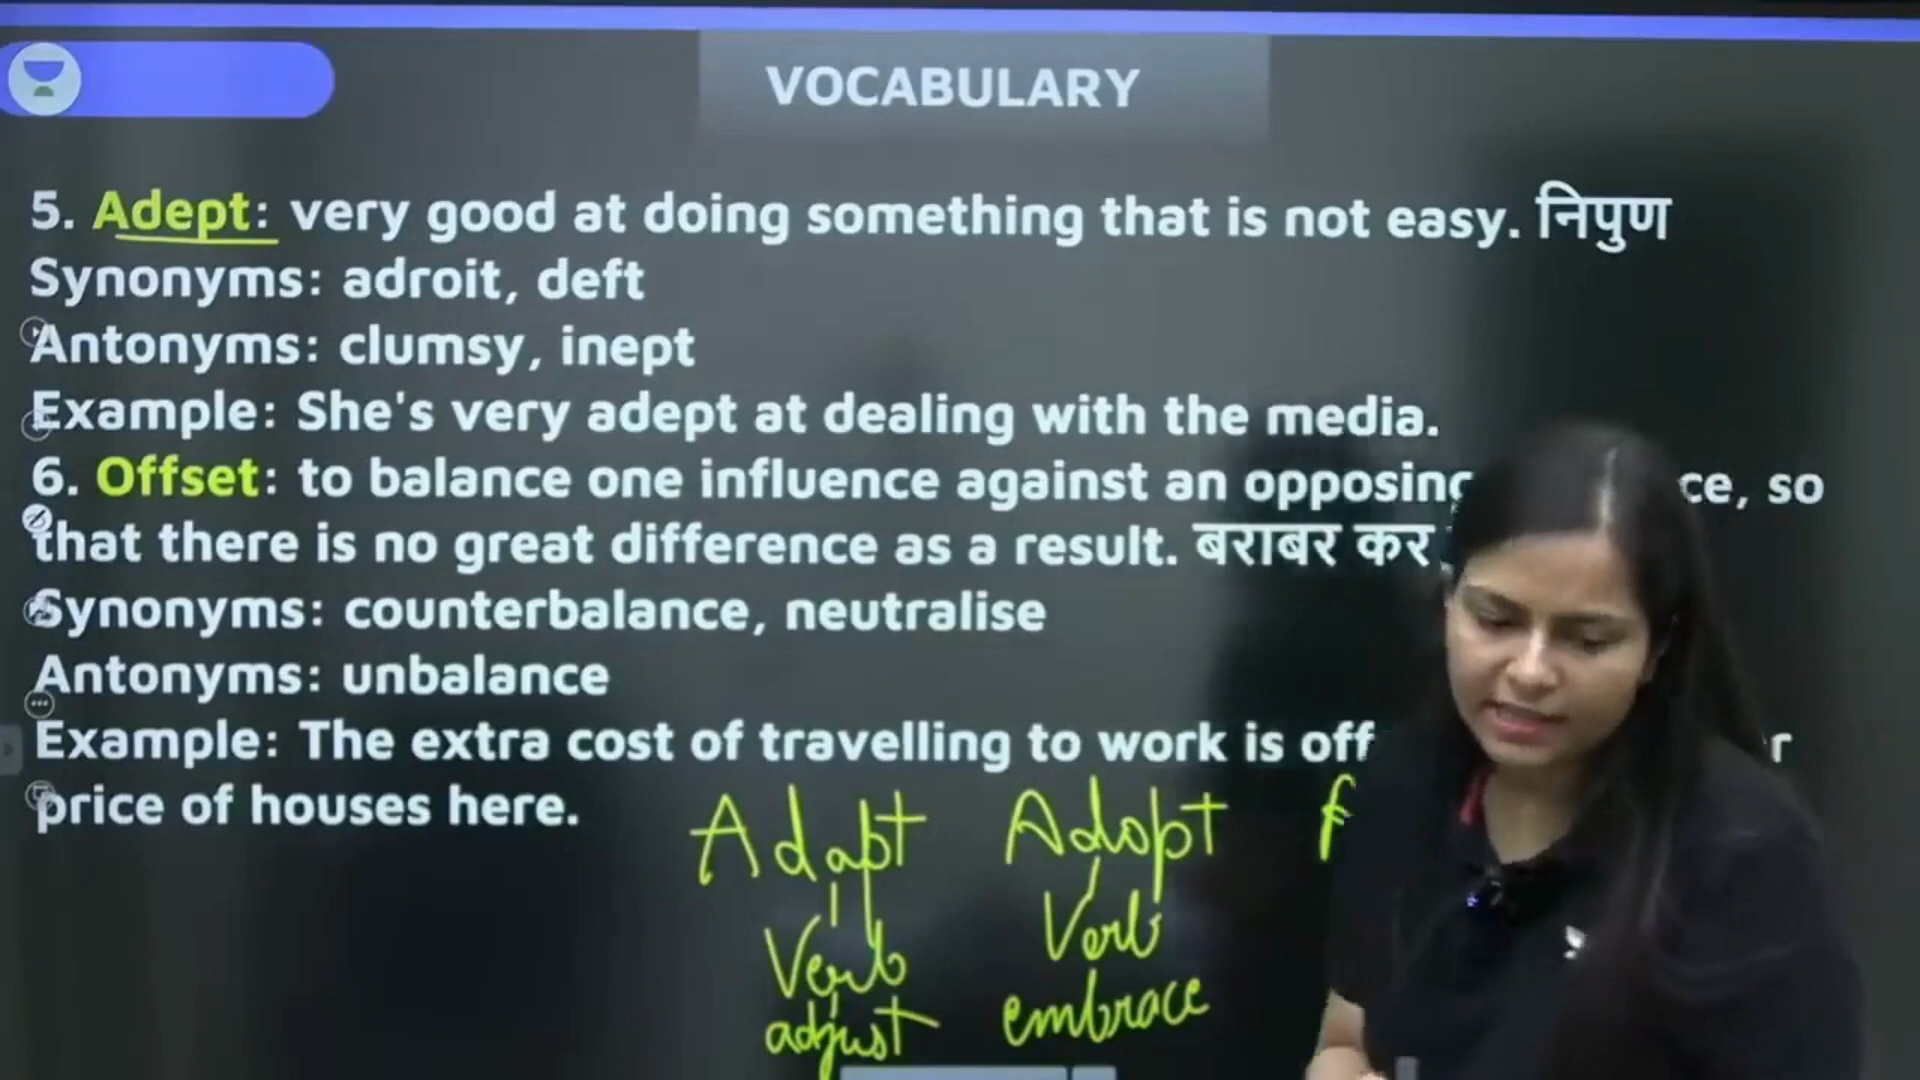 VOCABULARY
5. Adept: very good at doing something that is not easy. निपुण
Synonyms: adroit, deft
Antonyms: clumsy, inept
Example: She's very adept at dealing with the media.
6. Offset: to balance one influence against an opposing ce, so
that there is no great difference as a result. बराबर कर
Synonyms: counterbalance, neutralise
Antonyms: unbalance
Example: The extra cost of travelling to work is off r
price of houses here.
Adapt Adopt
Verb Verb
adjust embrace